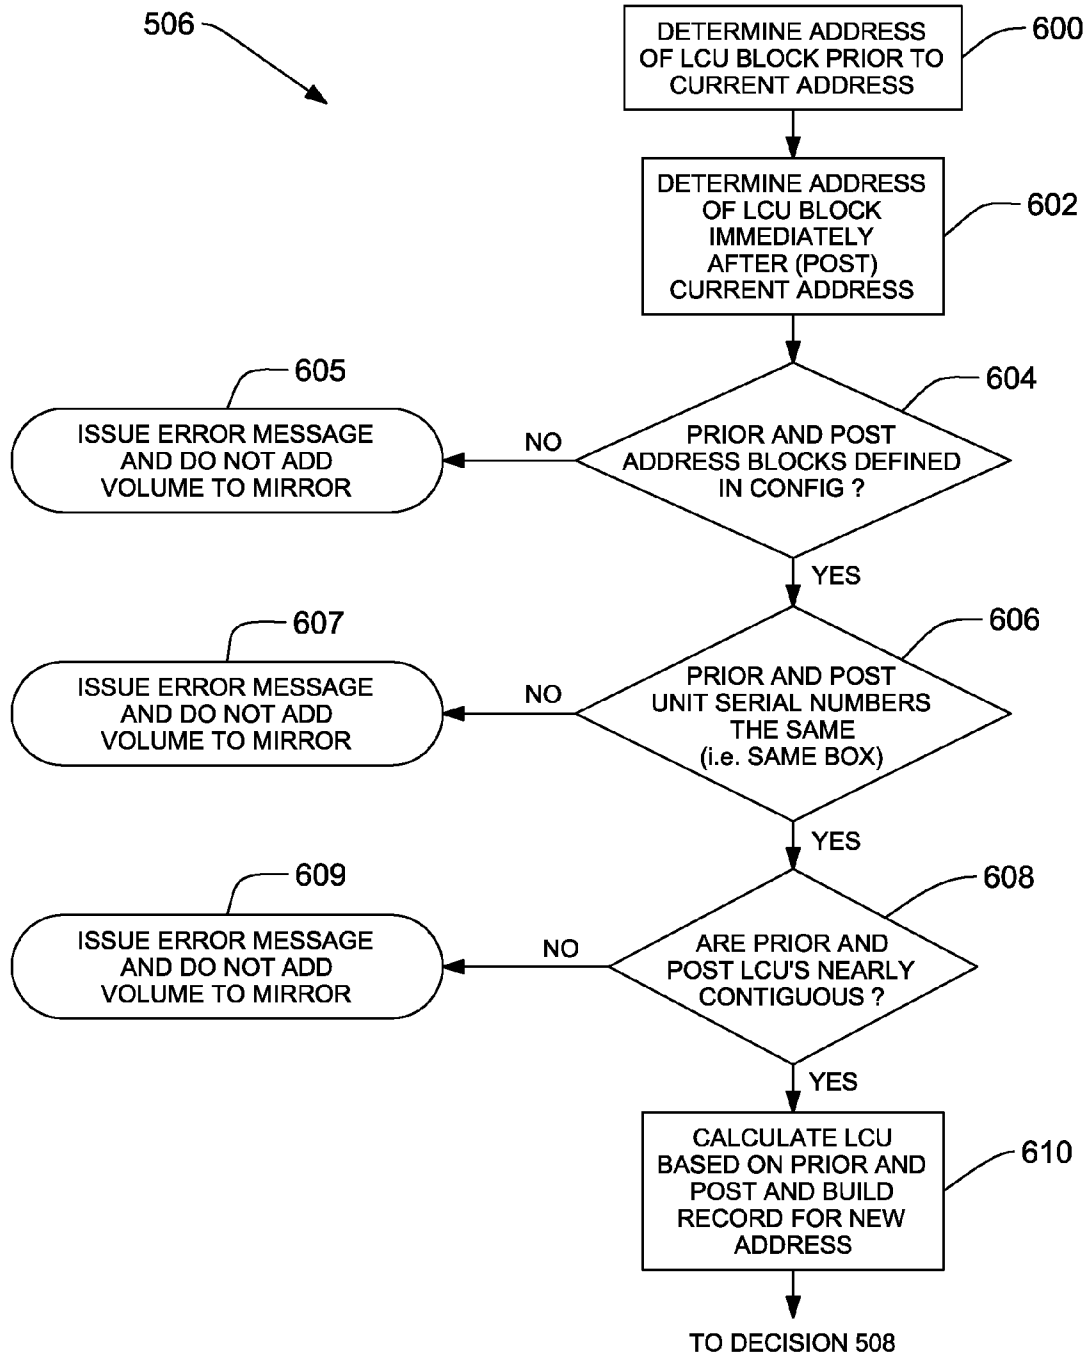 506
DETERMINE ADDRESS
OF LCU BLOCK PRIOR TO
CURRENT ADDRESS
600
DETERMINE ADDRESS
OF LCU BLOCK
IMMEDIATELY
AFTER (POST)
CURRENT ADDRESS
602
604
PRIOR AND POST
ADDRESS BLOCKS DEFINED
IN CONFIG ?
NO
605
ISSUE ERROR MESSAGE
AND DO NOT ADD
VOLUME TO MIRROR
YES
606
PRIOR AND POST
UNIT SERIAL NUMBERS
THE SAME
(i.e. SAME BOX)
NO
607
ISSUE ERROR MESSAGE
AND DO NOT ADD
VOLUME TO MIRROR
YES
608
ARE PRIOR AND
POST LCU'S NEARLY
CONTIGUOUS ?
NO
609
ISSUE ERROR MESSAGE
AND DO NOT ADD
VOLUME TO MIRROR
YES
CALCULATE LCU
BASED ON PRIOR AND
POST AND BUILD
RECORD FOR NEW
ADDRESS
610
TO DECISION 508